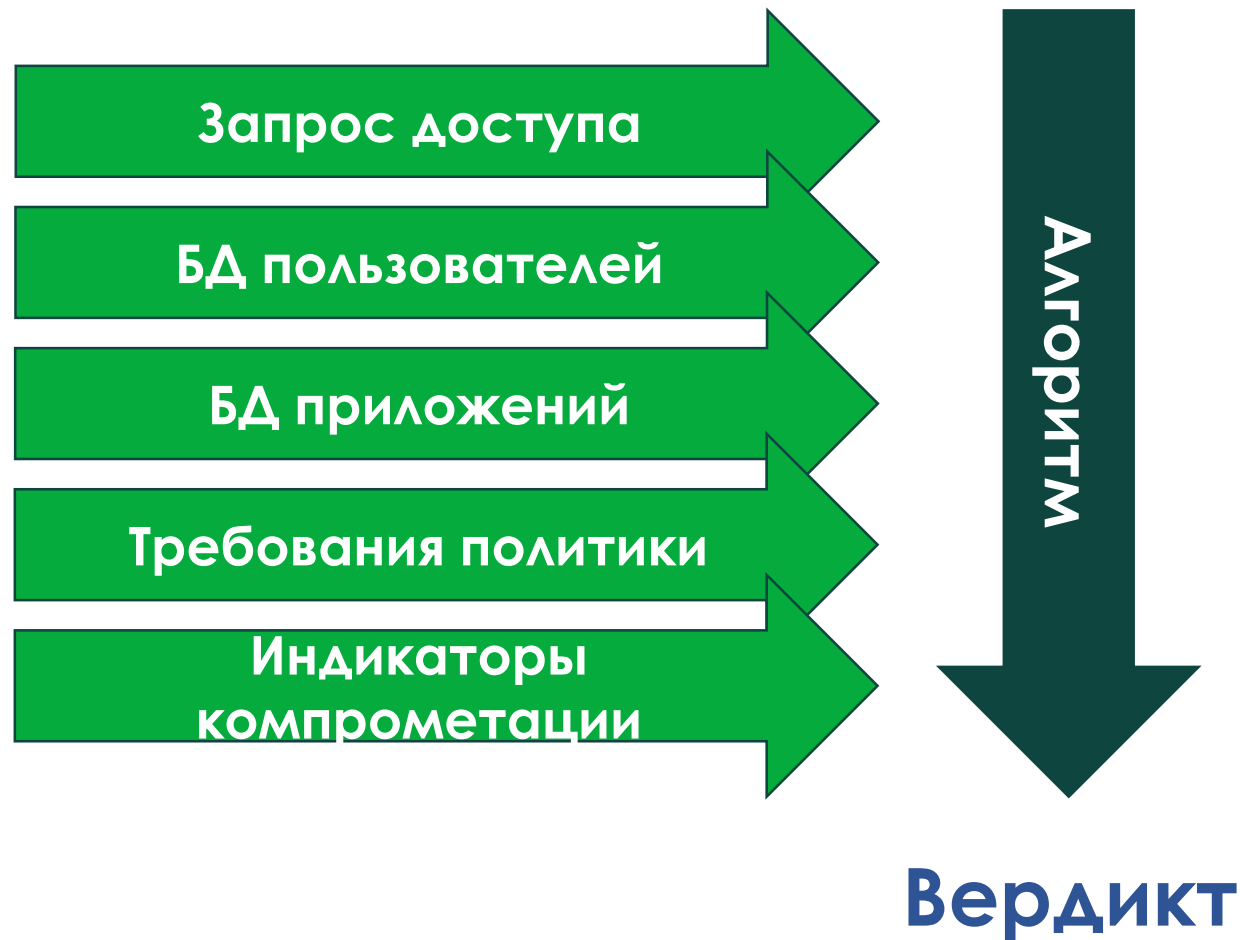 Запрос доступа
БД пользователей
БД приложений
Требования политики
Индикаторы
компрометации
Алгоритм
Вердикт